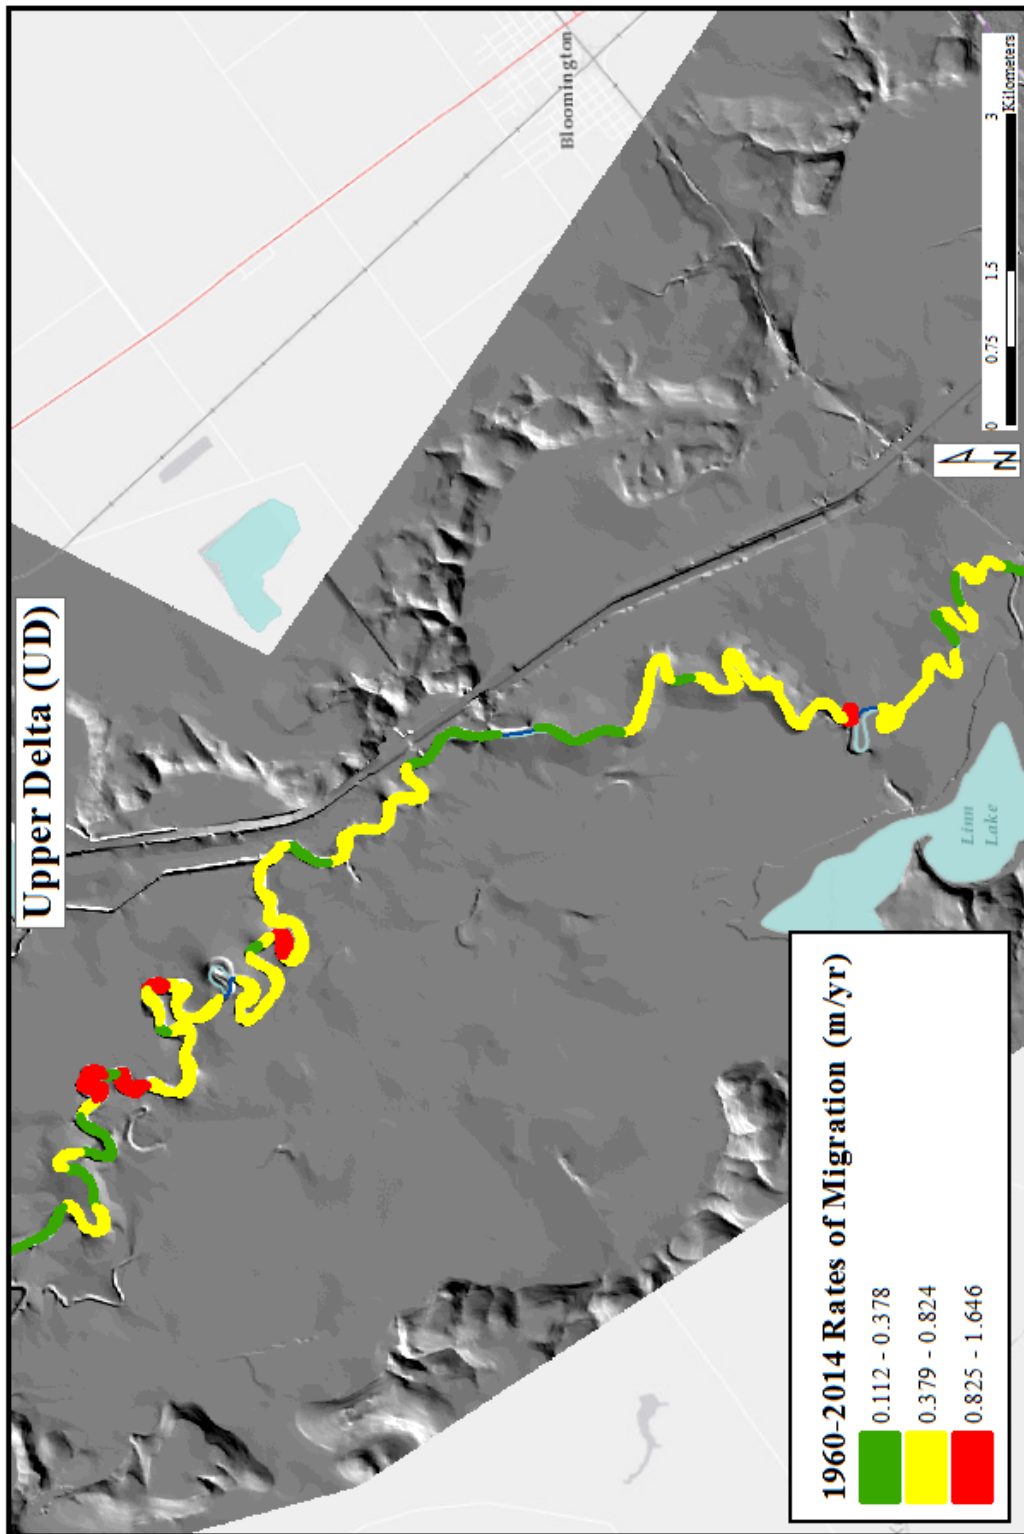 Upper Delta (UD)
Bloomington
Linn
Lake
N
0 0.75 1.5 3
Kilometers
1960-2014 Rates of Migration (m/yr)
0.112 - 0.378
0.379 - 0.824
0.825 - 1.646